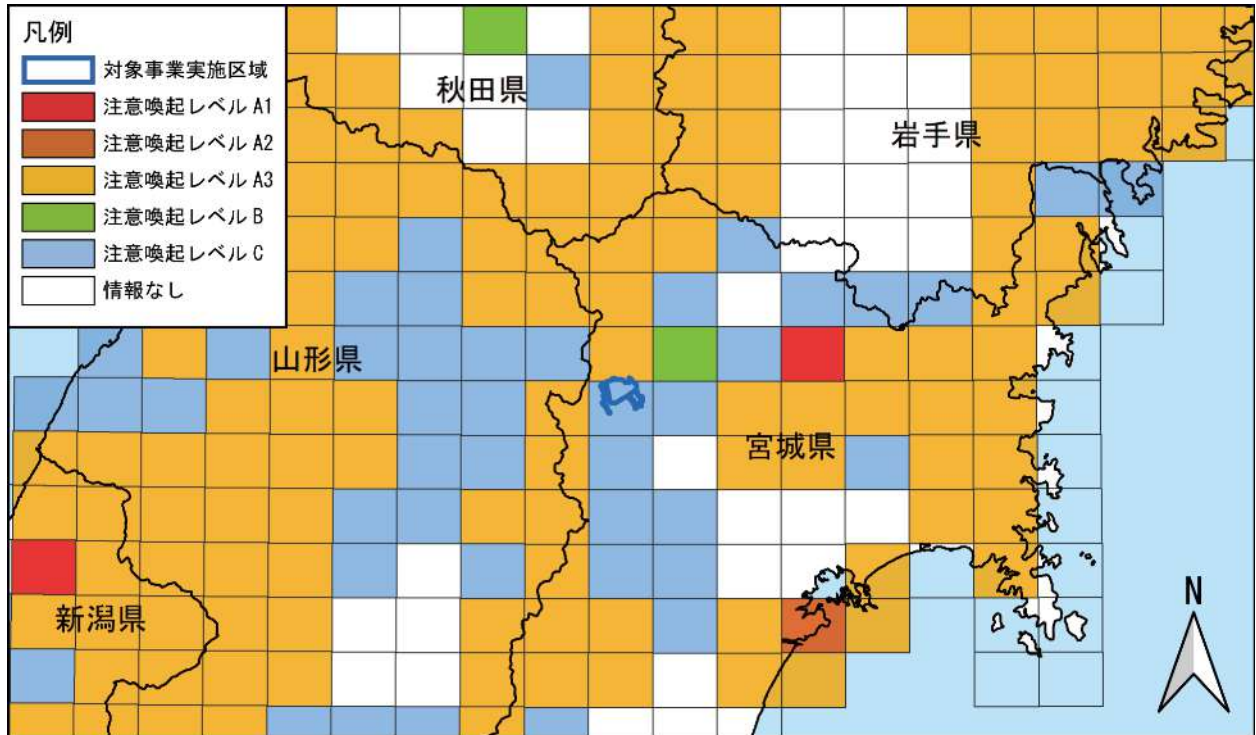 凡例
対象事業実施区域
注意喚起レベル A1
注意喚起レベル A2
注意喚起レベル A3
注意喚起レベル B
注意喚起レベル C
情報なし
秋田県
岩手県
山形県
宮城県
新潟県
N